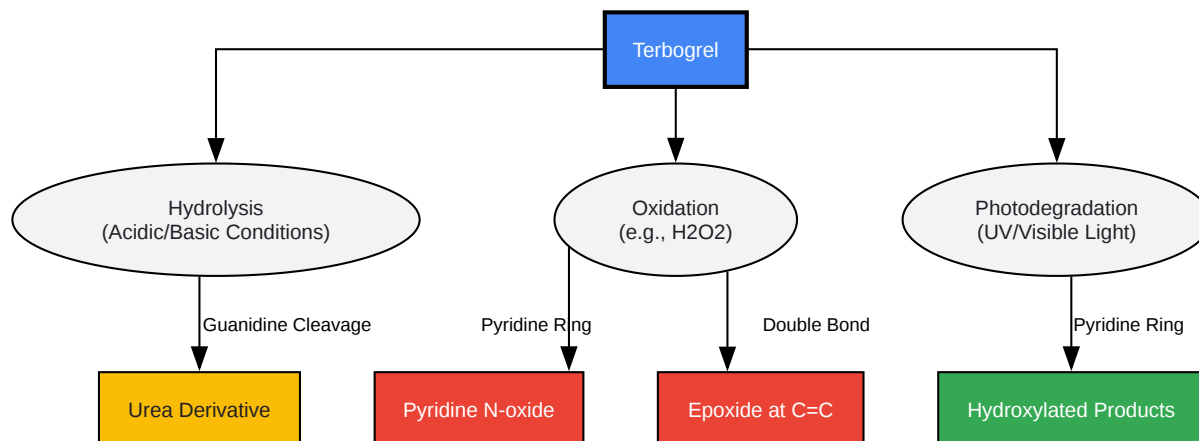 Terbogrel
Hydrolysis
(Acidic/Basic Conditions)
Oxidation
(e.g., H2O2)
Photodegradation
(UV/Visible Light)
Guanidine Cleavage
Pyridine Ring
Double Bond
Pyridine Ring
Urea Derivative
Pyridine N-oxide
Epoxide at C=C
Hydroxylated Products